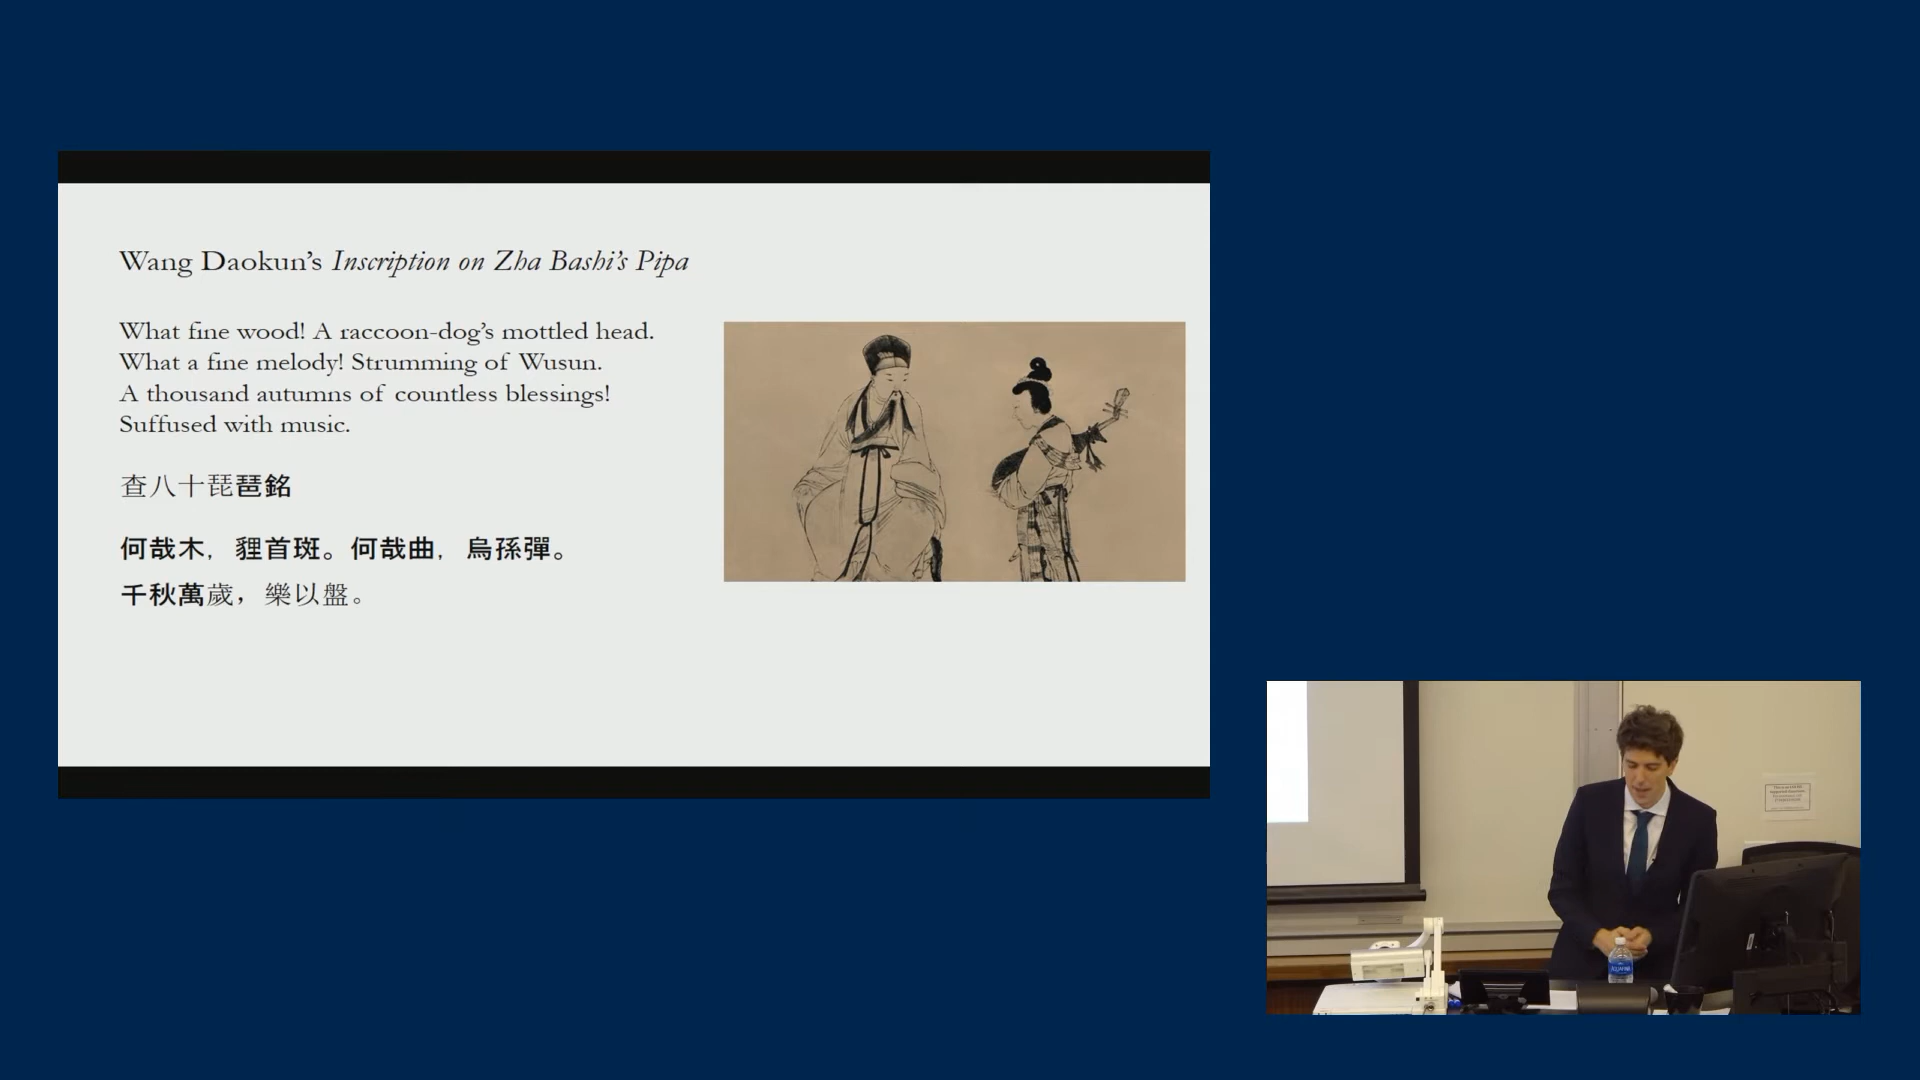 Wang Daokun’s Inscription on Zha Bashi’s Pipa
What fine wood! A raccoon-dog’s mottled head.
What a fine melody! Strumming of Wusun.
A thousand autumns of countless blessings!
Suffused with music.
查八十琵琶銘
何哉木，貍首斑。何哉曲，烏孫彈。
千秋萬歲，樂以盤。
AQUAFINA